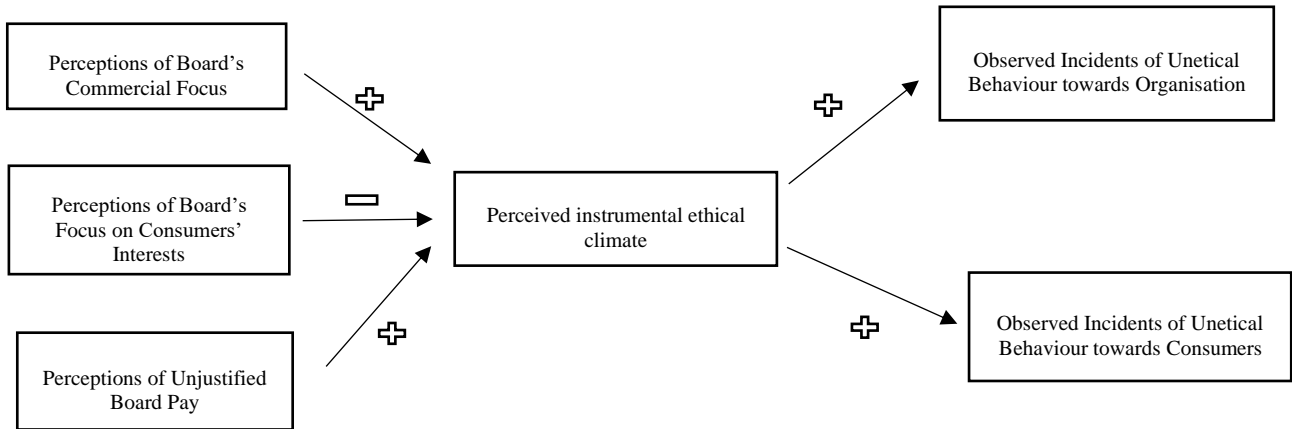 Perceptions of Board’s
Commercial Focus
Perceptions of Board’s
Focus on Consumers’
Interests
Perceptions of Unjustified
Board Pay
Perceived instrumental ethical
climate
Observed Incidents of Unetical
Behaviour towards Organisation
Observed Incidents of Unetical
Behaviour towards Consumers